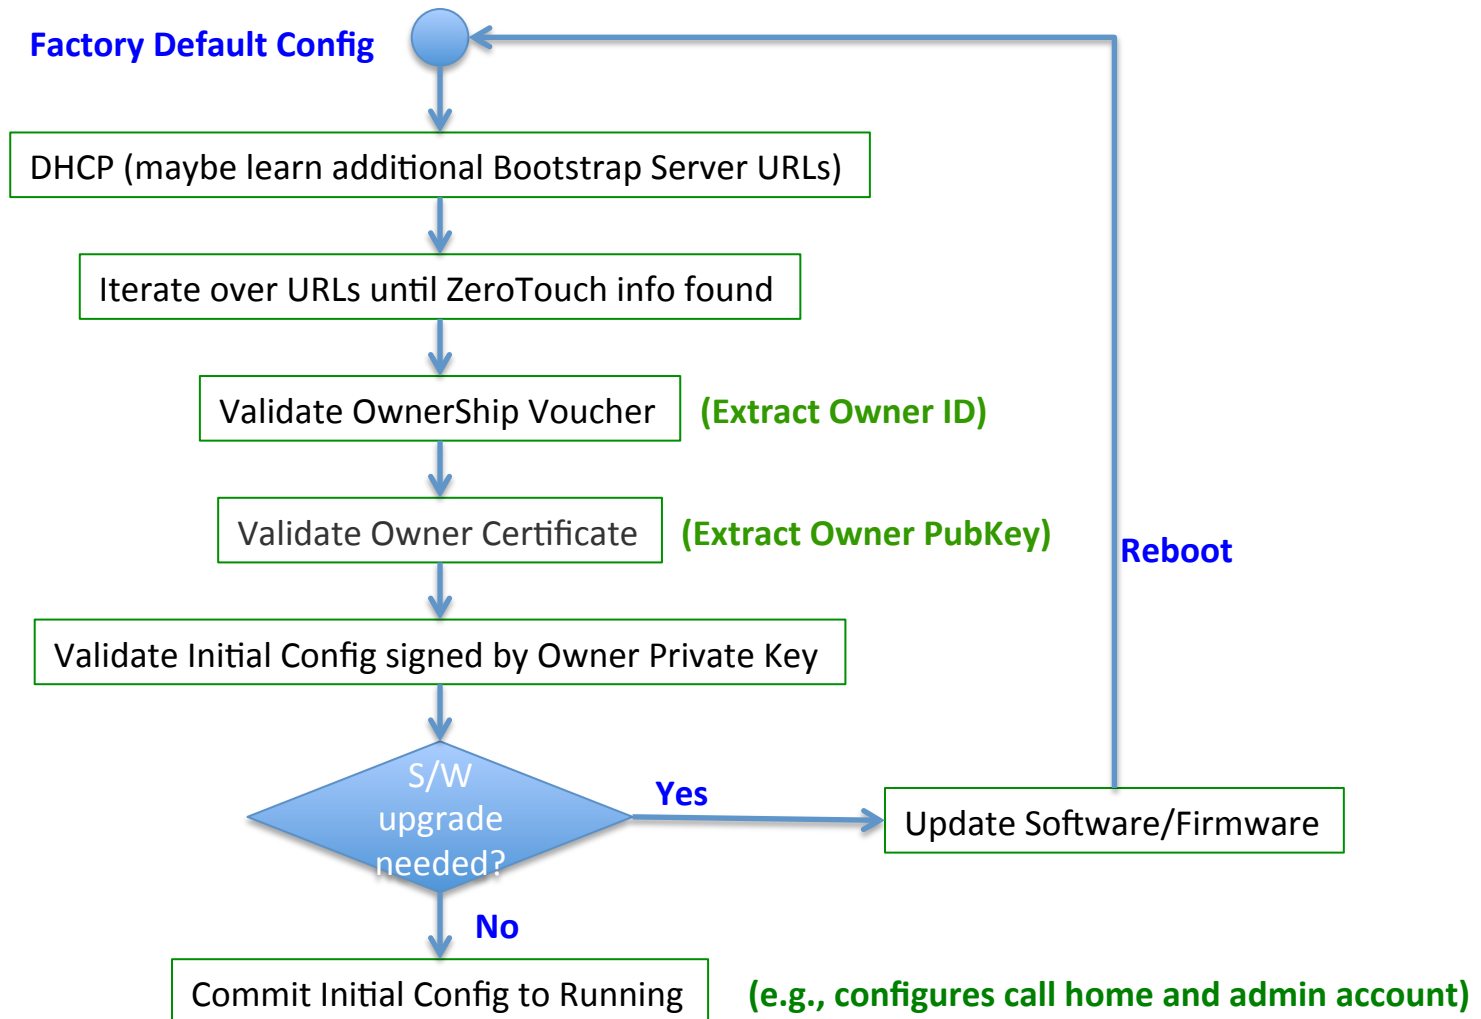 Factory Default Config
DHCP (maybe learn additional Bootstrap Server URLs)
Iterate over URLs until ZeroTouch info found
Validate OwnerShip Voucher (Extract Owner ID)
Validate Owner Certificate (Extract Owner PubKey)
Reboot
Validate Initial Config signed by Owner Private Key
S/W
upgrade
needed?
Yes
Update Software/Firmware
No
Commit Initial Config to Running (e.g., configures call home and admin account)